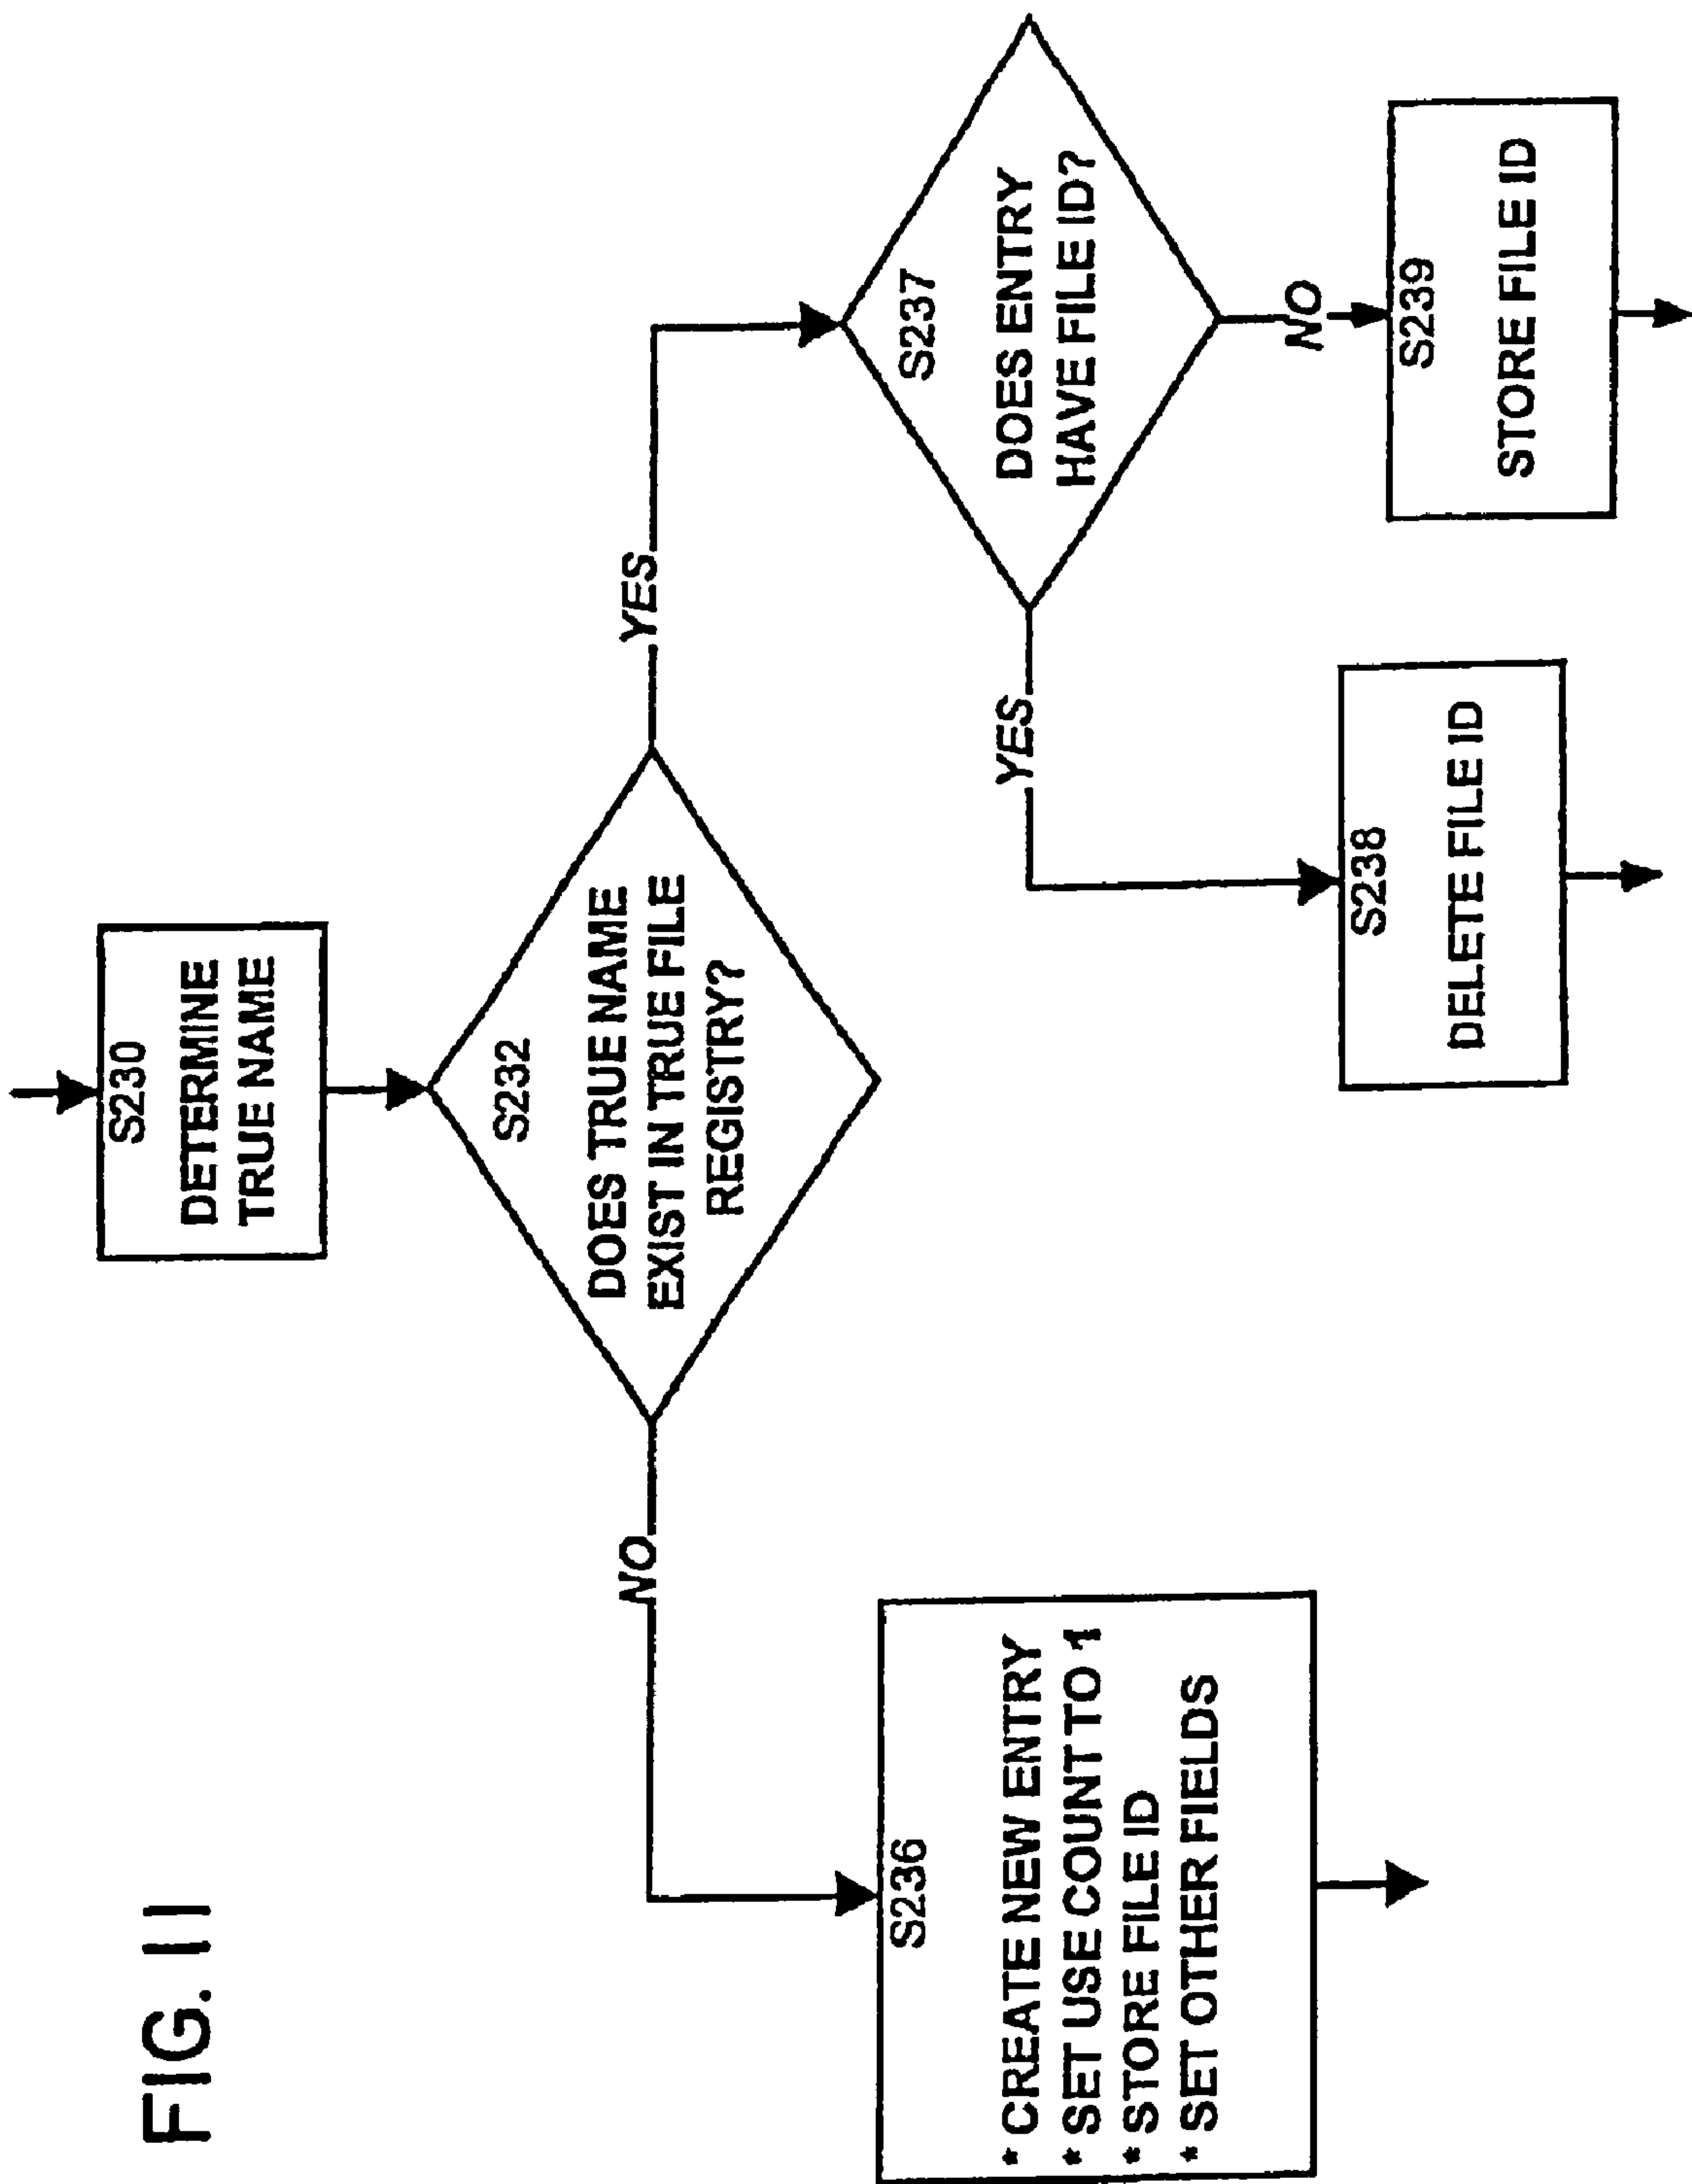 FIG. 11
S230
DETERMINE
TRUE NAME
S232
DOES TRUE NAME
EXIST IN TRUE FILE
REGISTRY?
NO
YES
S236
* CREATE NEW ENTRY
* SET USE COUNT TO 1
* STORE FILE ID
* SET OTHER FIELDS
S237
DOES ENTRY
HAVE FILE ID?
YES
NO
S238
DELETE FILE ID
S239
STORE FILE ID